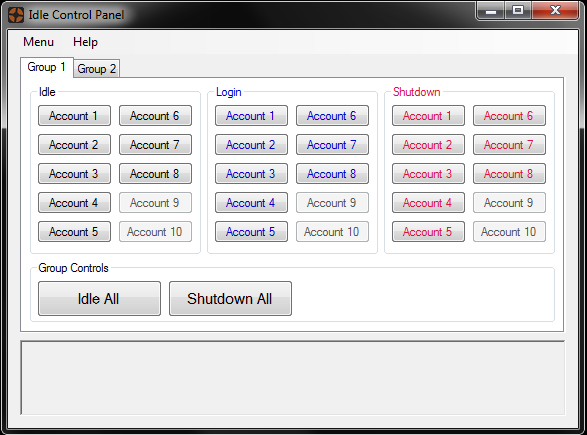 Idle Control Panel
Menu Help
Group 1 Group 2
Idle Login Shutdown
Account 1 Account 6 Account 1 Account 6 Account 1 Account 6
Account 2 Account 7 Account 2 Account 7 Account 2 Account 7
Account 3 Account 8 Account 3 Account 8 Account 3 Account 8
Account 4 Account 9 Account 4 Account 9 Account 4 Account 9
Account 5 Account 10 Account 5 Account 10 Account 5 Account 10
Group Controls
Idle All Shutdown All